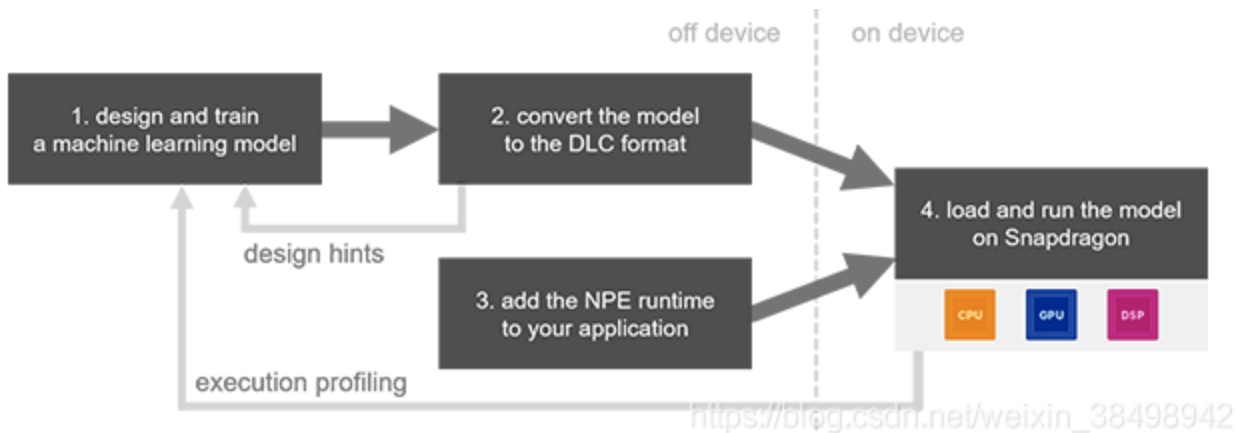 off device
on device
1. design and train
a machine learning model
2. convert the model
to the DLC format
4. load and run the model
on Snapdragon
design hints
3. add the NPE runtime
to your application
CPU
GPU
DSP
execution profiling
https://blog.csdn.net/weixin_38498942